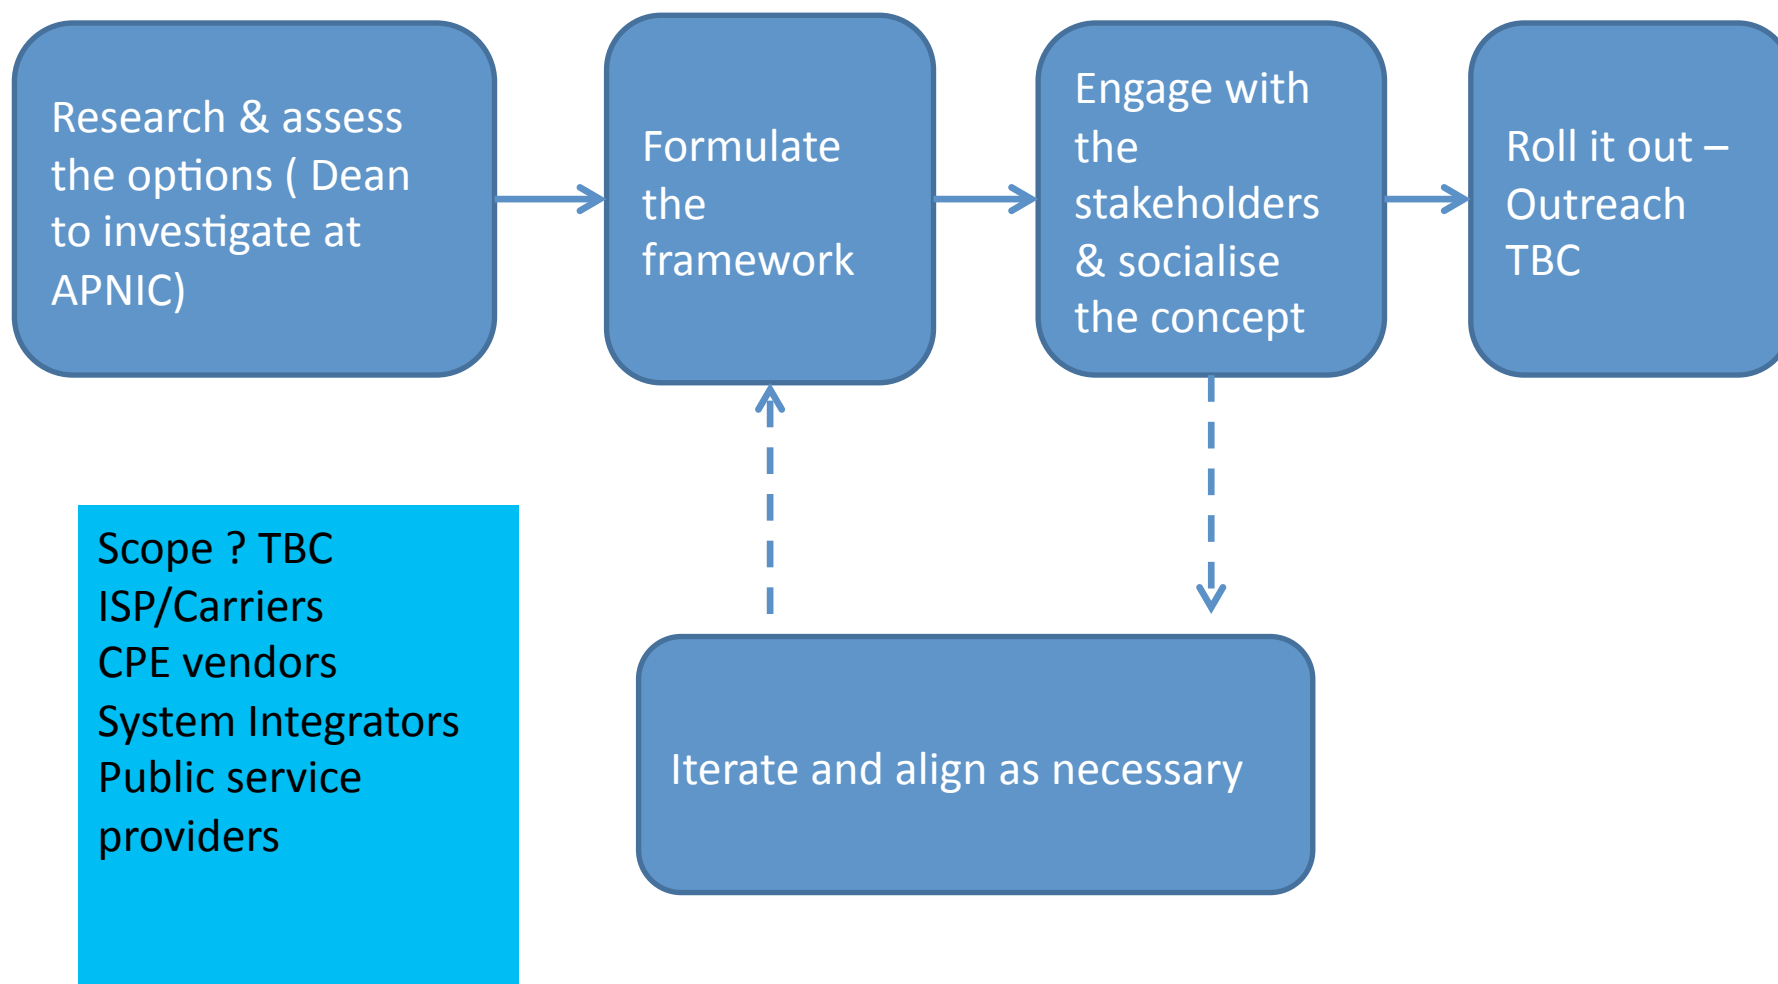 Research & assess
the options ( Dean
to investigate at
APNIC)
Formulate
the
framework
Engage with
the
stakeholders
& socialise
the concept
Roll it out –
Outreach
TBC
Scope ? TBC
ISP/Carriers
CPE vendors
System Integrators
Public service
providers
Iterate and align as necessary